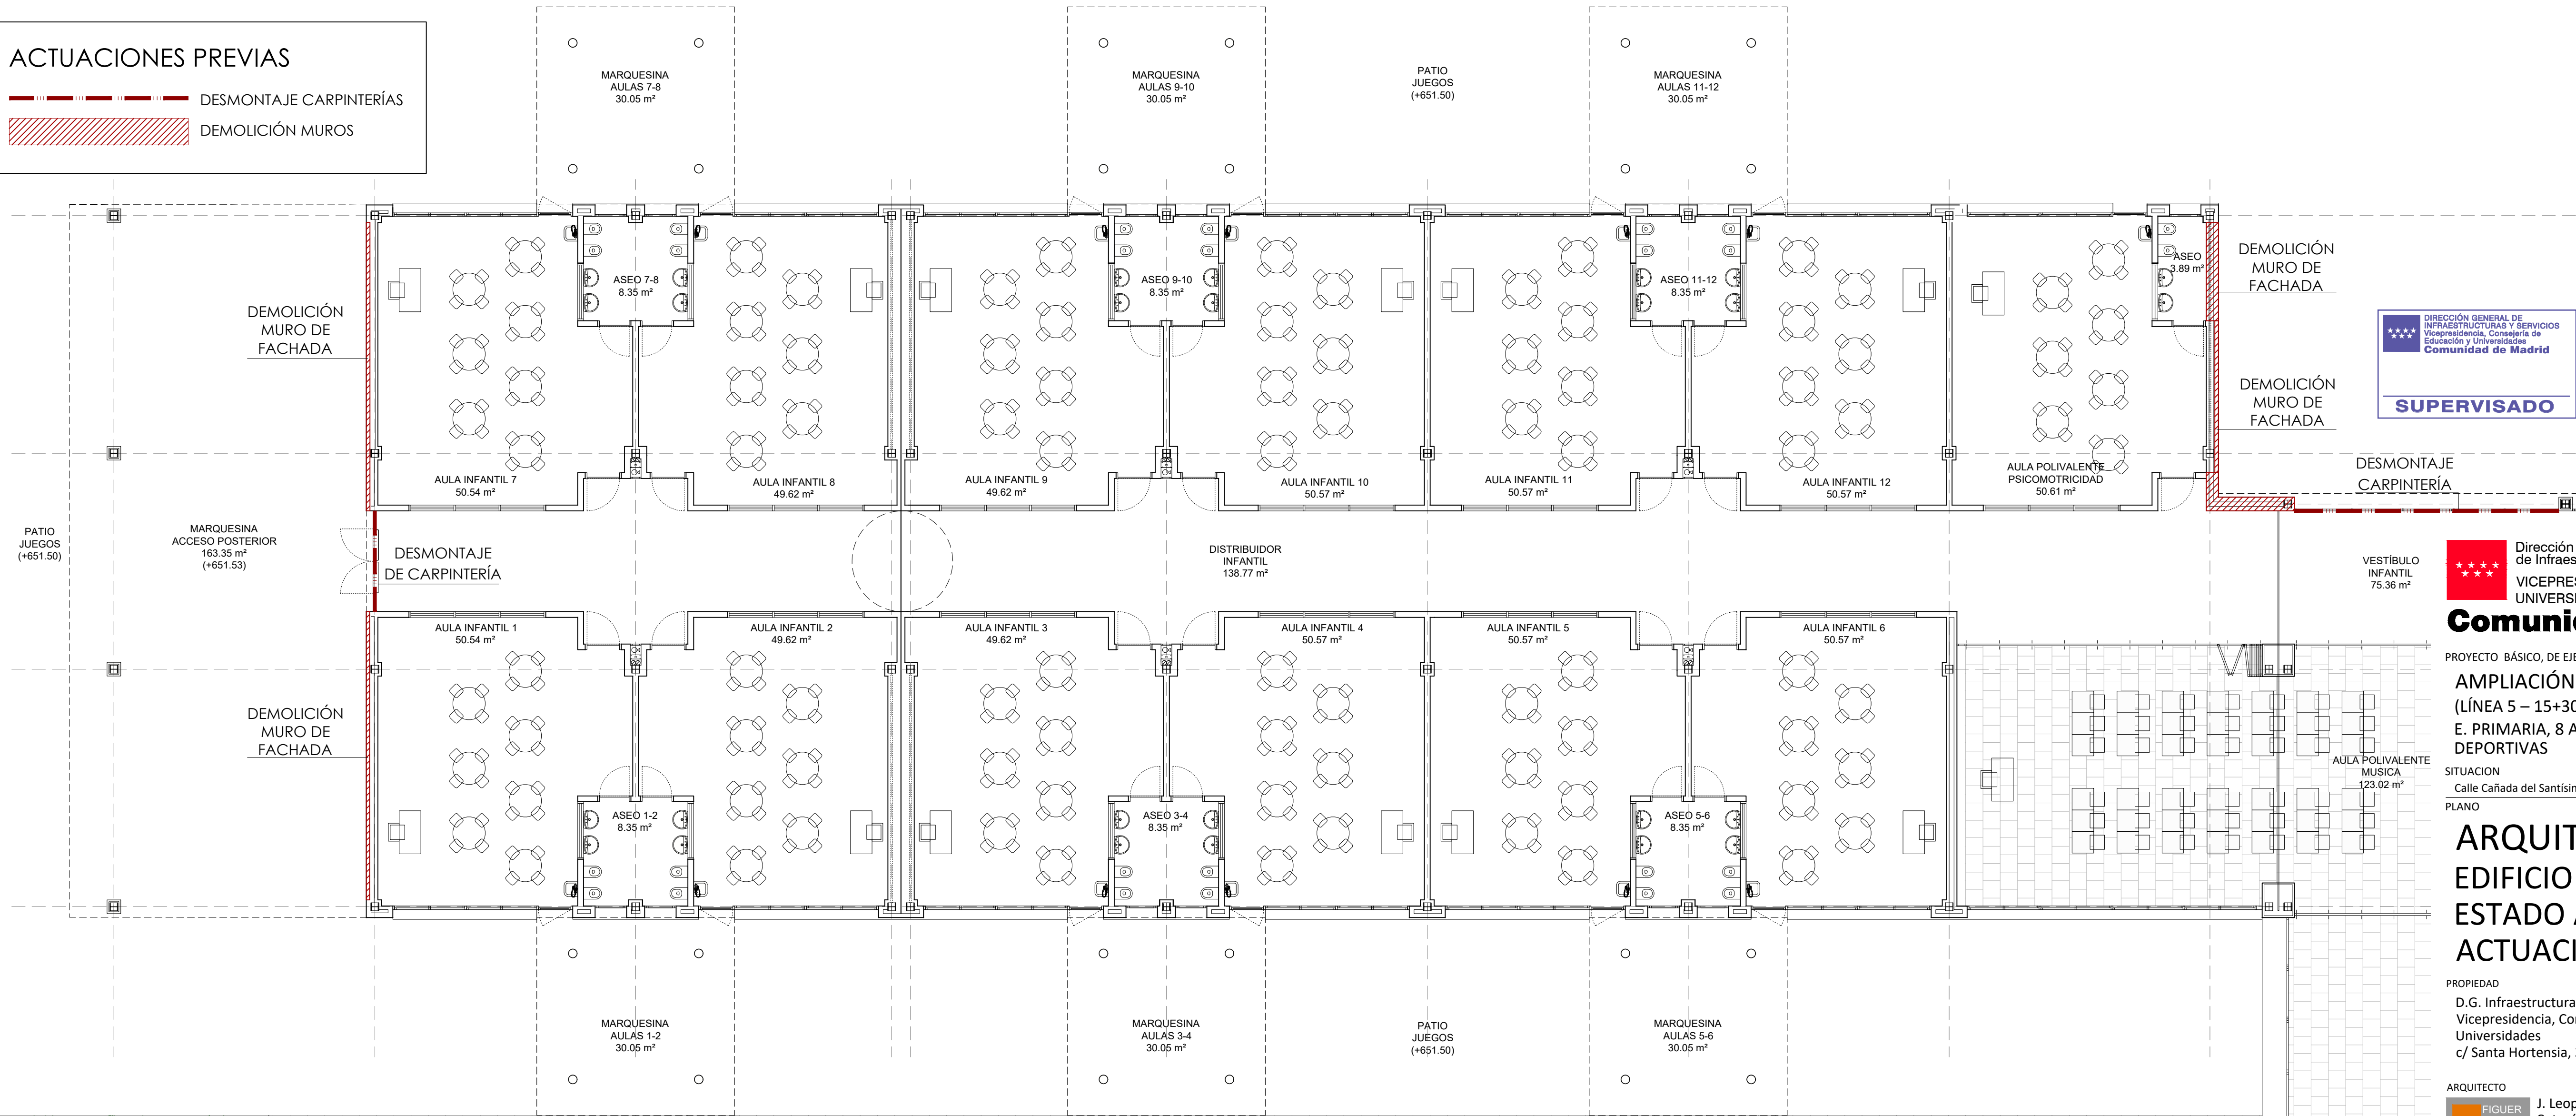 ACTUACIONES PREVIAS
DESMONTAJE CARPINTERÍAS
DEMOLICIÓN MUROS
MARQUESINA
AULAS 7-8
30.05 m²
MARQUESINA
AULAS 9-10
30.05 m²
PATIO
JUEGOS
(+651.50)
MARQUESINA
AULAS 11-12
30.05 m²
DEMOLICIÓN
MURO DE
FACHADA
ASEO 7-8
8.35 m²
ASEO 9-10
8.35 m²
ASEO 11-12
8.35 m²
ASEO
3.89 m²
DEMOLICIÓN
MURO DE
FACHADA
DEMOLICIÓN
MURO DE
FACHADA
DIRECCIÓN GENERAL DE
INFRAESTRUCTURAS Y SERVICIOS
Vicepresidencia, Consejería de
Educación y Universidades
Comunidad de Madrid
SUPERVISADO
AULA INFANTIL 7
50.54 m²
AULA INFANTIL 8
49.62 m²
AULA INFANTIL 9
49.62 m²
AULA INFANTIL 10
50.57 m²
AULA INFANTIL 11
50.57 m²
AULA INFANTIL 12
50.57 m²
AULA POLIVALENTE
PSICOMOTRICIDAD
50.61 m²
DESMONTAJE
CARPINTERÍA
PATIO
JUEGOS
(+651.50)
MARQUESINA
ACCESO POSTERIOR
163.35 m²
(+651.53)
DESMONTAJE
DE CARPINTERÍA
DISTRIBUIDOR
INFANTIL
138.77 m²
VESTÍBULO
INFANTIL
75.36 m²
AULA INFANTIL 1
50.54 m²
AULA INFANTIL 2
49.62 m²
AULA INFANTIL 3
49.62 m²
AULA INFANTIL 4
50.57 m²
AULA INFANTIL 5
50.57 m²
AULA INFANTIL 6
50.57 m²
DEMOLICIÓN
MURO DE
FACHADA
ASEO 1-2
8.35 m²
ASEO 3-4
8.35 m²
ASEO 5-6
8.35 m²
AULA POLIVALENTE
MUSICA
123.02 m²
MARQUESINA
AULAS 1-2
30.05 m²
MARQUESINA
AULAS 3-4
30.05 m²
PATIO
JUEGOS
(+651.50)
MARQUESINA
AULAS 5-6
30.05 m²
Dirección
de Infraes
VICEPRES
UNIVERSI
Comuni
PROYECTO BÁSICO, DE EJE
AMPLIACIÓN
(LÍNEA 5 – 15+30
E. PRIMARIA, 8 A
DEPORTIVAS
SITUACION
Calle Cañada del Santísin
PLANO
ARQUIT
EDIFICIO
ESTADO A
ACTUACI
PROPIEDAD
D.G. Infraestructura
Vicepresidencia, Co
Universidades
c/ Santa Hortensia,
ARQUITECTO
FIGUER
J. Leop